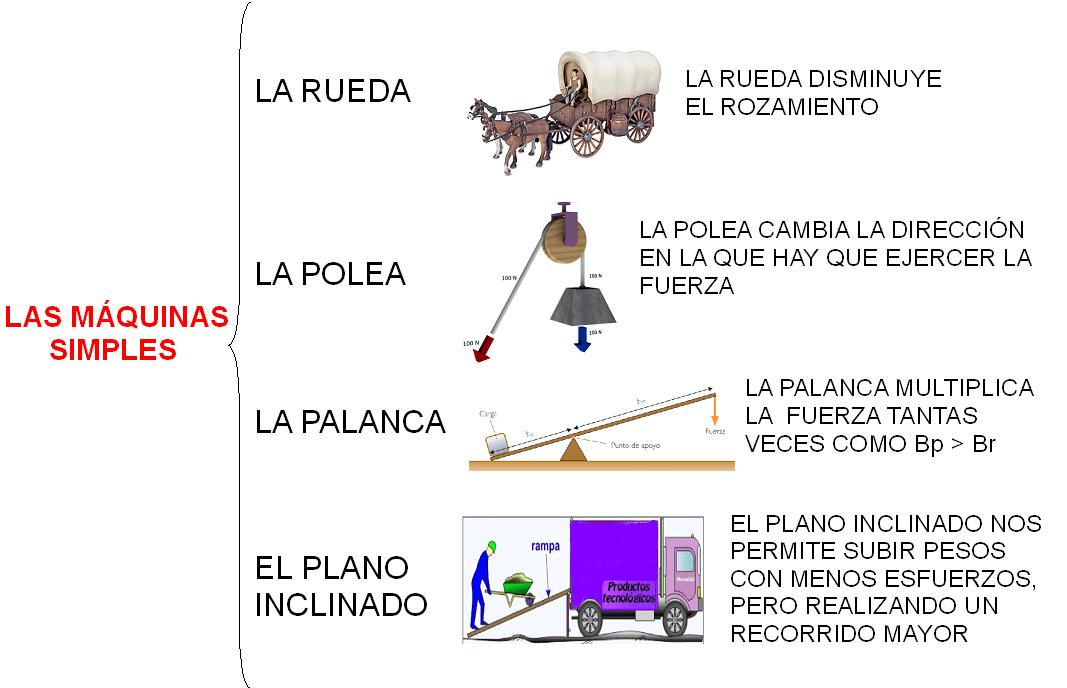 LAS MÁQUINAS
SIMPLES
LA RUEDA
LA RUEDA DISMINUYE
EL ROZAMIENTO
LA POLEA
100 N
100 N
100 N
100 N
LA POLEA CAMBIA LA DIRECCIÓN
EN LA QUE HAY QUE EJERCER LA
FUERZA
LA PALANCA
Carga
Punto de apoyo
Fuerza
LA PALANCA MULTIPLICA
LA FUERZA TANTAS
VECES COMO Bp > Br
EL PLANO
INCLINADO
rampa
Productos
tecnológicos
EL PLANO INCLINADO NOS
PERMITE SUBIR PESOS
CON MENOS ESFUERZOS,
PERO REALIZANDO UN
RECORRIDO MAYOR